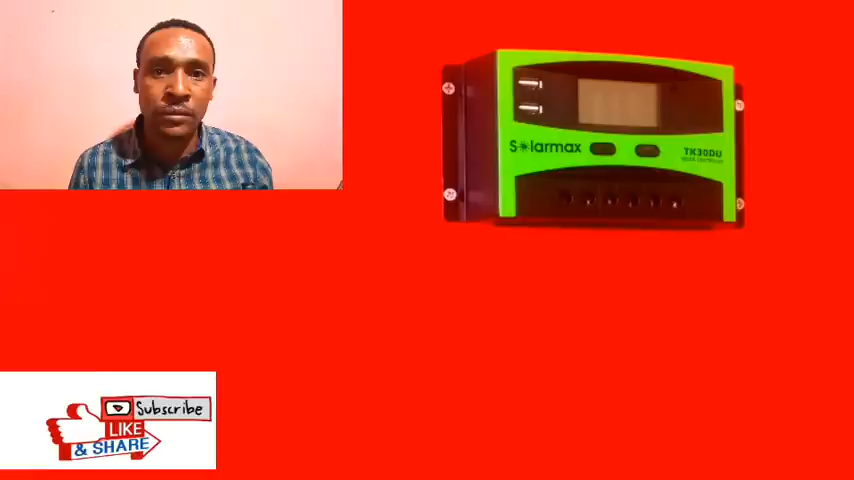 Solarmax
TK30DU
Subscribe
LIKE
& SHARE